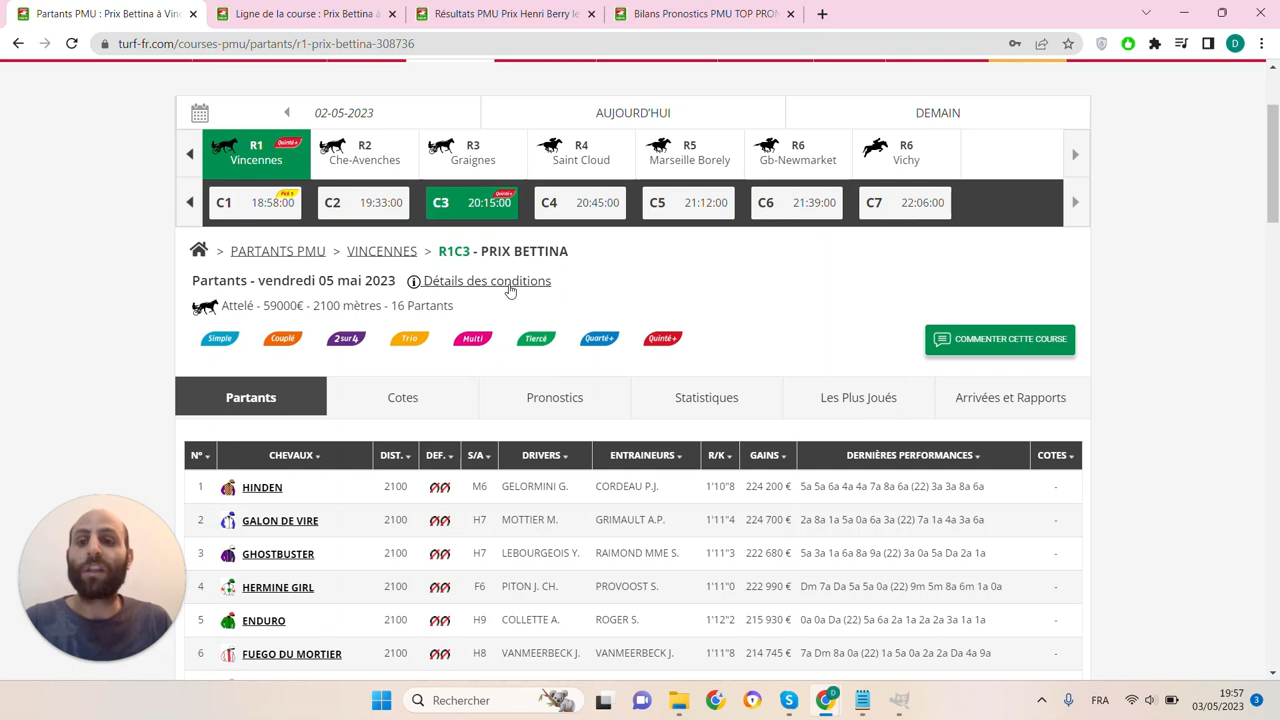 Partants PMU : Prix Bettina à Vinc
Ligne de la course : Prix Bettina à
Résultats PMU Prix Henri Berry le
Bilans Pronostics PMU TOP PRON
turf-fr.com/courses-pmu/partants/r1-prix-bettina-308736
D
02-05-2023 AUJOURD'HUI DEMAIN
R1 Quinté+ Vincennes
R2 Che-Avenches
R3 Graignes
R4 Saint Cloud
R5 Marseille Borely
R6 Gb-Newmarket
R6 Vichy
C1 18:58:00 Pick 5
C2 19:33:00
C3 20:15:00 Quinté+
C4 20:45:00
C5 21:12:00
C6 21:39:00
C7 22:06:00
> PARTANTS PMU > VINCENNES > R1C3 - PRIX BETTINA
Partants - vendredi 05 mai 2023 Détails des conditions
Attelé - 59000€ - 2100 mètres - 16 Partants
Simple Couplé 2 sur 4 Trio Multi Tiercé Quarté+ Quinté+
COMMENTER CETTE COURSE
Partants Cotes Pronostics Statistiques Les Plus Joués Arrivées et Rapports
N° CHEVAUX DIST. DEF. S/A DRIVERS ENTRAINEURS R/K GAINS DERNIÈRES PERFORMANCES COTES
1 HINDEN 2100 M6 GELORMINI G. CORDEAU P.J. 1'10"8 224 200 € 5a 5a 6a 4a 4a 7a 8a 6a (22) 3a 3a 8a 6a -
2 GALON DE VIRE 2100 H7 MOTTIER M. GRIMAULT A.P. 1'11"4 224 700 € 2a 8a 1a 5a 0a 6a 3a (22) 7a 1a 4a 3a 6a -
3 GHOSTBUSTER 2100 H7 LEBOURGEOIS Y. RAIMOND MME S. 1'11"3 222 680 € 5a 3a 1a 6a 8a 9a (22) 3a 0a 3a Da 2a 1a -
4 HERMINE GIRL 2100 F6 PITON J. CH. PROVOOST S. 1'11"0 222 990 € Dm 7a Da 5a 5a 0a (22) 9m 5m 8a 6m 1a 0a -
5 ENDURO 2100 H9 COLLETTE A. ROGER S. 1'12"2 215 930 € 0a 0a Da (22) 5a 6a 2a 1a 2a 2a 3a 1a 1a -
6 FUEGO DU MORTIER 2100 H8 VANMEERBECK J. VANMEERBECK J. 1'11"8 214 745 € 7a Dm 8a 0a (22) 1a 5a 0a 2a 2a Da 4a 9a -
Rechercher
D
FRA
19:57
03/05/2023
3